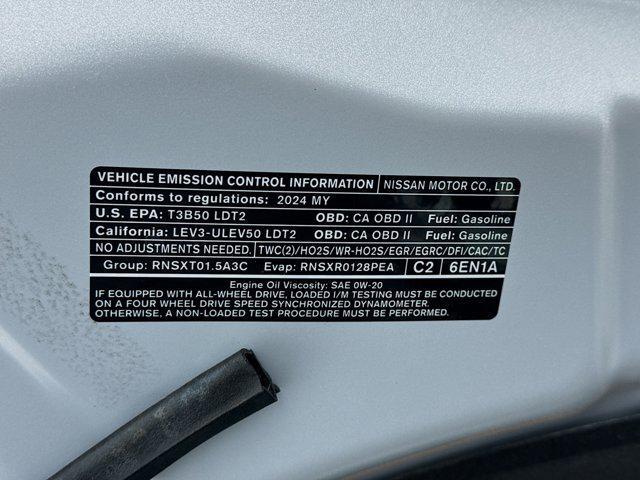 VEHICLE EMISSION CONTROL INFORMATION NISSAN MOTOR CO., LTD.
Conforms to regulations: 2024 MY
U.S. EPA: T3B50 LDT2 OBD: CA OBD II Fuel: Gasoline
California: LEV3-ULEV50 LDT2 OBD: CA OBD II Fuel: Gasoline
NO ADJUSTMENTS NEEDED. TWC(2)/HO2S/WR-HO2S/EGR/EGRC/DFI/CAC/TC
Group: RNSXT01.5A3C Evap: RNSXR0128PEA C2 6EN1A
Engine Oil Viscosity: SAE 0W-20
IF EQUIPPED WITH ALL-WHEEL DRIVE, LOADED I/M TESTING MUST BE CONDUCTED
ON A FOUR WHEEL DRIVE SPEED SYNCHRONIZED DYNAMOMETER.
OTHERWISE, A NON-LOADED TEST PROCEDURE MUST BE PERFORMED.